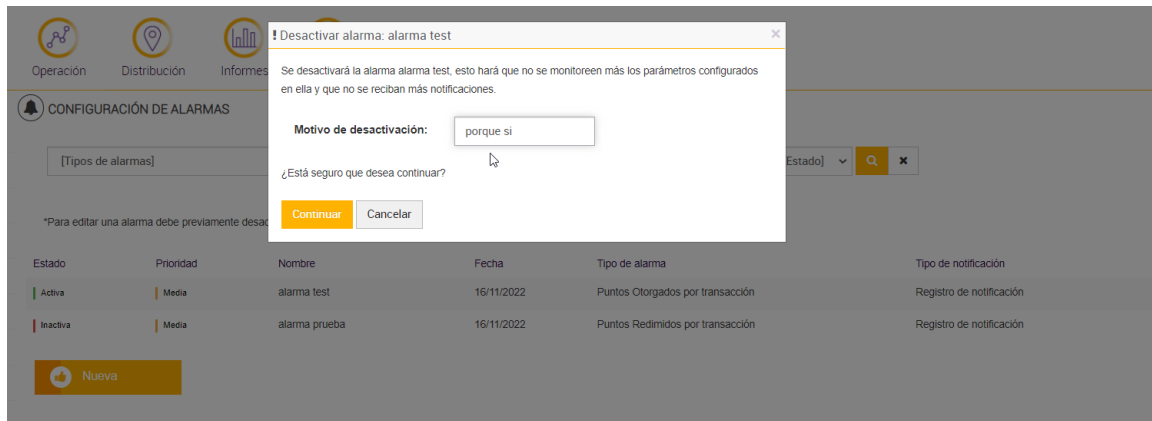 ! Desactivar alarma: alarma test ×
Operación Distribución Informes
Se desactivará la alarma alarma test, esto hará que no se monitoreen más los parámetros configurados
en ella y que no se reciban más notificaciones.
CONFIGURACIÓN DE ALARMAS
Motivo de desactivación: porque si
[Tipos de alarmas] Estado]
¿Está seguro que desea continuar?
Continuar Cancelar
*Para editar una alarma debe previamente desac
Estado Prioridad Nombre Fecha Tipo de alarma Tipo de notificación
Activa Media alarma test 16/11/2022 Puntos Otorgados por transacción Registro de notificación
Inactiva Media alarma prueba 16/11/2022 Puntos Redimidos por transacción Registro de notificación
Nueva